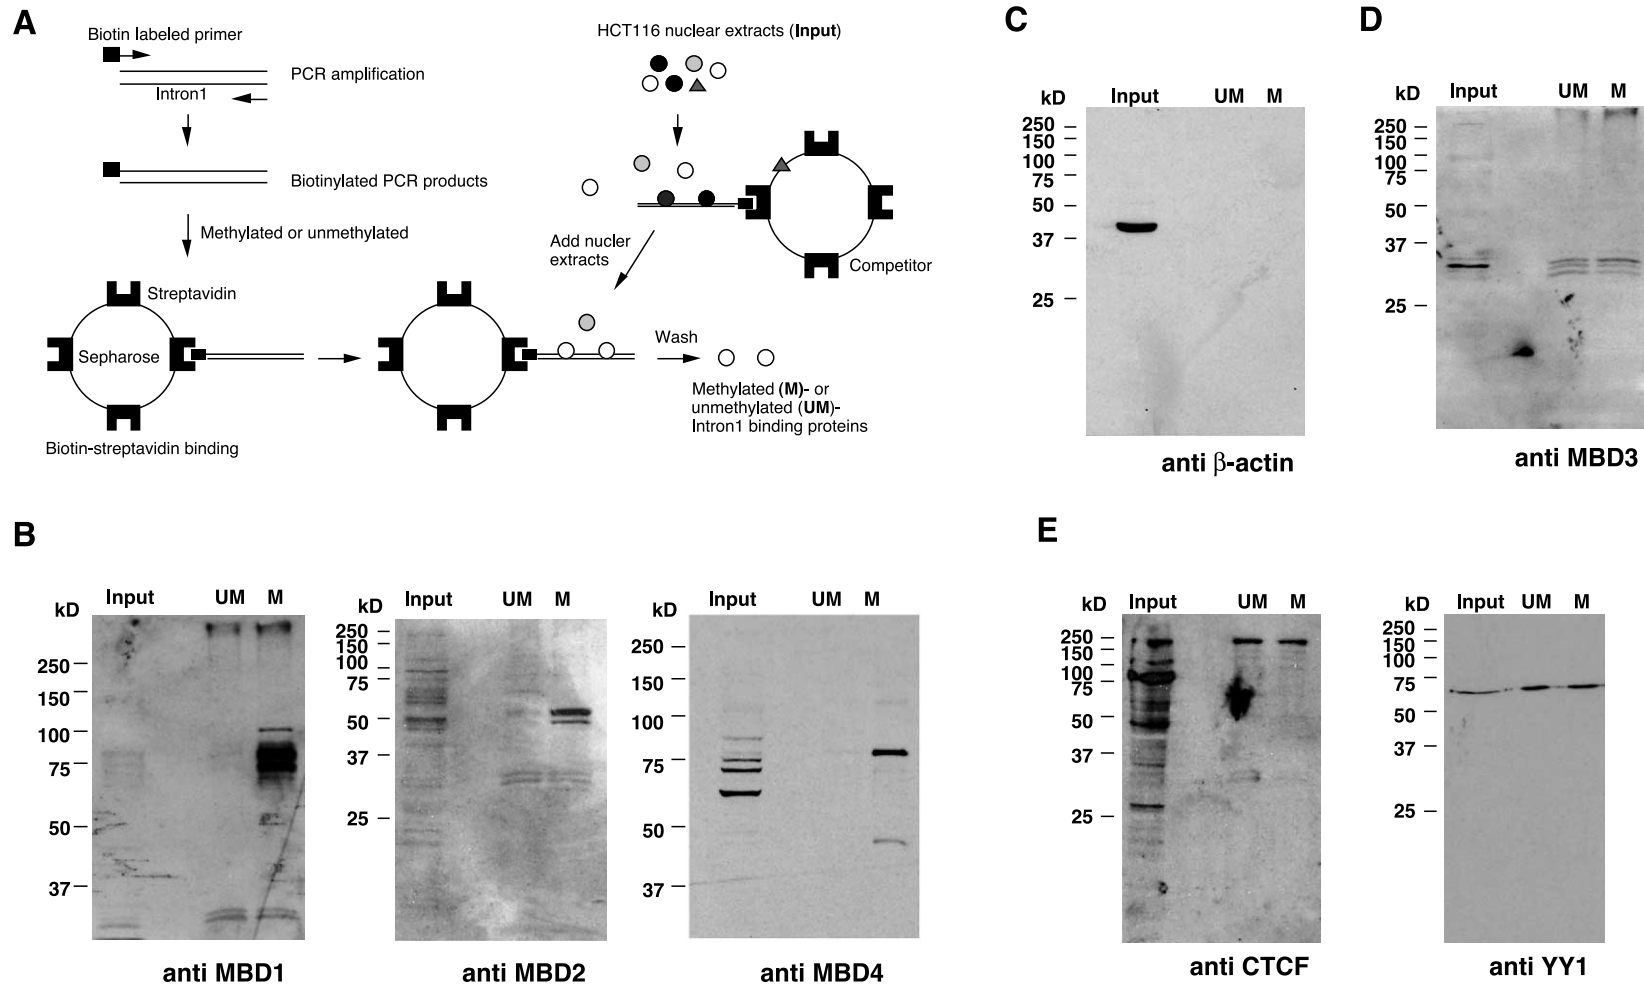 A
Biotin labeled primer
PCR amplification
Intron1
Biotinylated PCR products
Methylated or unmethylated
Streptavidin
Sepharose
Biotin-streptavidin binding
HCT116 nuclear extracts (Input)
Add nucler
extracts
Competitor
Wash
Methylated (M)- or
unmethylated (UM)-
Intron1 binding proteins
C
kD Input UM M
250
150
100
75
50
37
25
anti β-actin
D
kD Input UM M
250
150
100
75
50
37
25
anti MBD3
B
kD Input UM M
250
150
100
75
50
37
anti MBD1
kD Input UM M
250
150
100
75
50
37
25
anti MBD2
kD Input UM M
250
150
100
75
50
37
anti MBD4
E
kD Input UM M
250
150
100
75
50
37
25
anti CTCF
kD Input UM M
250
150
100
75
50
37
25
anti YY1